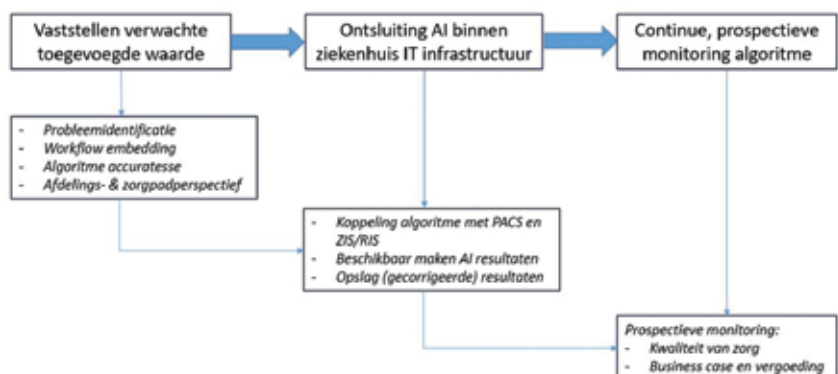 Vaststellen verwachte
toegevoegde waarde
Ontsluiting AI binnen
ziekenhuis IT infrastructuur
Continue, prospectieve
monitoring algoritme
- Probleemidentificatie
- Workflow embedding
- Algoritme accuratesse
- Afdelings- & zorgpadperspectief
- Koppeling algoritme met PACS en
ZIS/RIS
- Beschikbaar maken AI resultaten
- Opslag (gecorrigeerde) resultaten
Prospectieve monitoring:
- Kwaliteit van zorg
- Business case en vergoeding